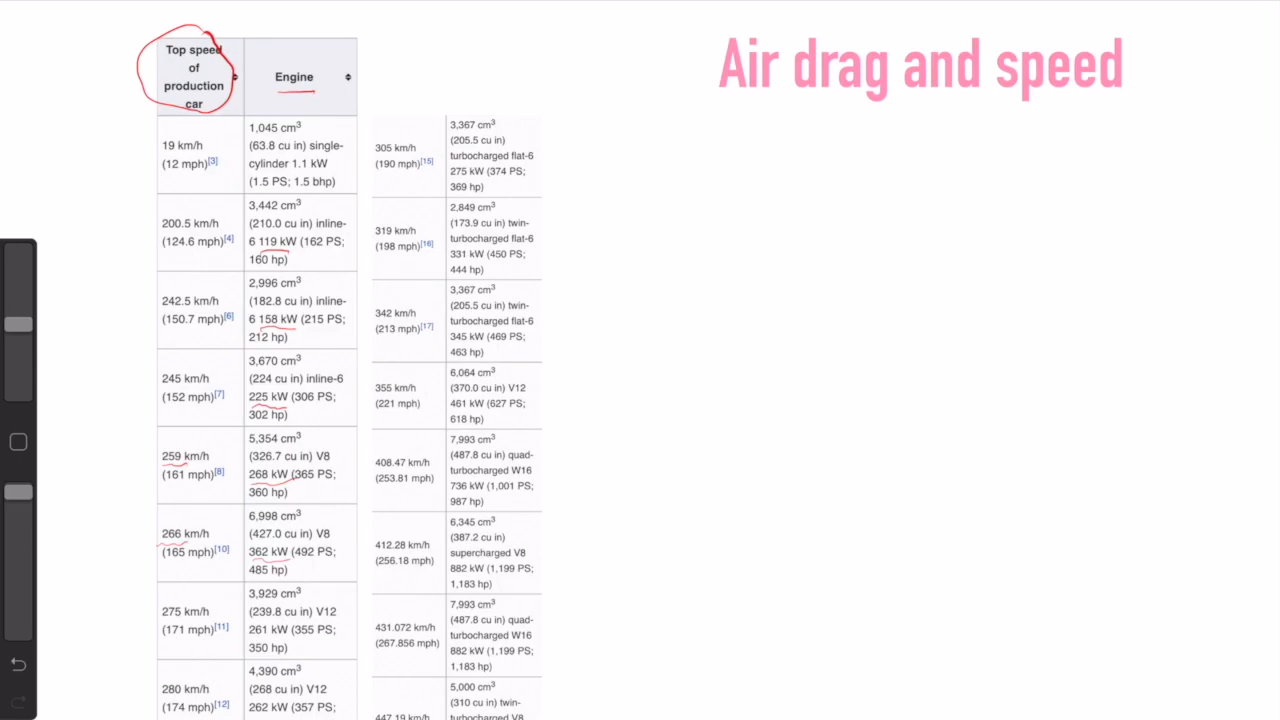 Air drag and speed
Top speed
of
production
car
Engine
19 km/h
(12 mph)[3]
1,045 cm3
(63.8 cu in) single-
cylinder 1.1 kW
(1.5 PS; 1.5 bhp)
200.5 km/h
(124.6 mph)[4]
3,442 cm3
(210.0 cu in) inline-
6 119 kW (162 PS;
160 hp)
242.5 km/h
(150.7 mph)[6]
2,996 cm3
(182.8 cu in) inline-
6 158 kW (215 PS;
212 hp)
245 km/h
(152 mph)[7]
3,670 cm3
(224 cu in) inline-6
225 kW (306 PS;
302 hp)
259 km/h
(161 mph)[8]
5,354 cm3
(326.7 cu in) V8
268 kW (365 PS;
360 hp)
266 km/h
(165 mph)[10]
6,998 cm3
(427.0 cu in) V8
362 kW (492 PS;
485 hp)
275 km/h
(171 mph)[11]
3,929 cm3
(239.8 cu in) V12
261 kW (355 PS;
350 hp)
280 km/h
(174 mph)[12]
4,390 cm3
(268 cu in) V12
262 kW (357 PS;
305 km/h
(190 mph)[15]
3,367 cm3
(205.5 cu in)
turbocharged flat-6
275 kW (374 PS;
369 hp)
319 km/h
(198 mph)[16]
2,849 cm3
(173.9 cu in) twin-
turbocharged flat-6
331 kW (450 PS;
444 hp)
342 km/h
(213 mph)[17]
3,367 cm3
(205.5 cu in) twin-
turbocharged flat-6
345 kW (469 PS;
463 hp)
355 km/h
(221 mph)
6,064 cm3
(370.0 cu in) V12
461 kW (627 PS;
618 hp)
408.47 km/h
(253.81 mph)
7,993 cm3
(487.8 cu in) quad-
turbocharged W16
736 kW (1,001 PS;
987 hp)
412.28 km/h
(256.18 mph)
6,345 cm3
(387.2 cu in)
supercharged V8
882 kW (1,199 PS;
1,183 hp)
431.072 km/h
(267.856 mph)
7,993 cm3
(487.8 cu in) quad-
turbocharged W16
882 kW (1,199 PS;
1,183 hp)
447.19 km/h
5,000 cm3
(310 cu in) twin-
turbocharged V8